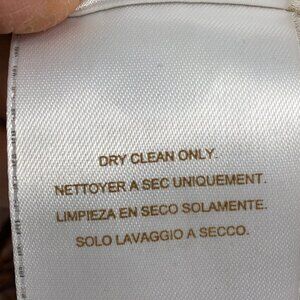 DRY CLEAN ONLY.
NETTOYER A SEC UNIQUEMENT.
LIMPIEZA EN SECO SOLAMENTE.
SOLO LAVAGGIO A SECCO.